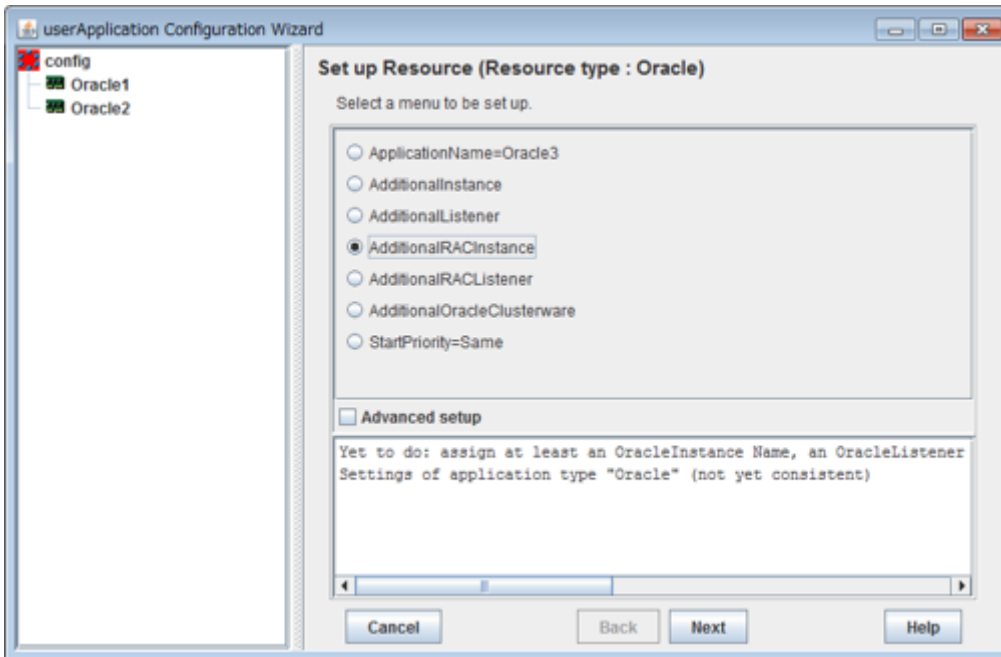 userApplication Configuration Wizard
config
Oracle1
Oracle2
Set up Resource (Resource type : Oracle)
Select a menu to be set up.
ApplicationName=Oracle3
AdditionalInstance
AdditionalListener
AdditionalRACInstance
AdditionalRACListener
AdditionalOracleClusterware
StartPriority=Same
Advanced setup
Yet to do: assign at least an OracleInstance Name, an OracleListener
Settings of application type "Oracle" (not yet consistent)
Cancel
Back
Next
Help